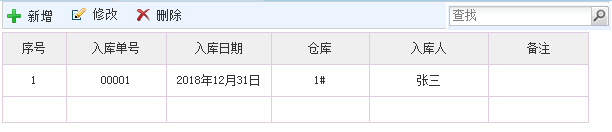 新增 修改 删除 查找
序号 入库单号 入库日期 仓库 入库人 备注
1 00001 2018年12月31日 1# 张三